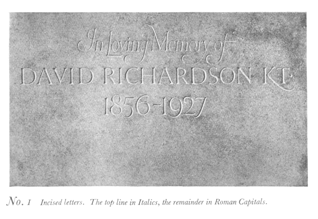 In Loving Memory of
DAVID RICHARDSON
1856-1927
No. 1 Incised letters. The top line in Italics, the remainder in Roman Capitals.